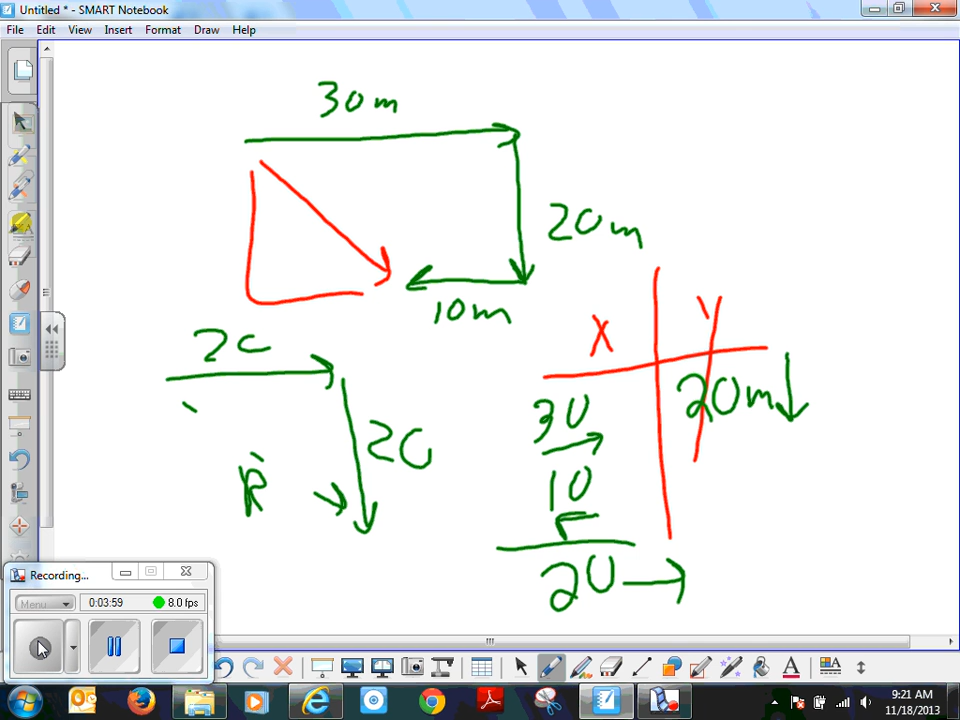 Untitled * - SMART Notebook
File Edit View Insert Format Draw Help
30m
20m
10m
X Y
20
20m
30
20
R
10
20
Recording...
Menu
0:03:59
8.0 fps
9:21 AM
11/18/2013